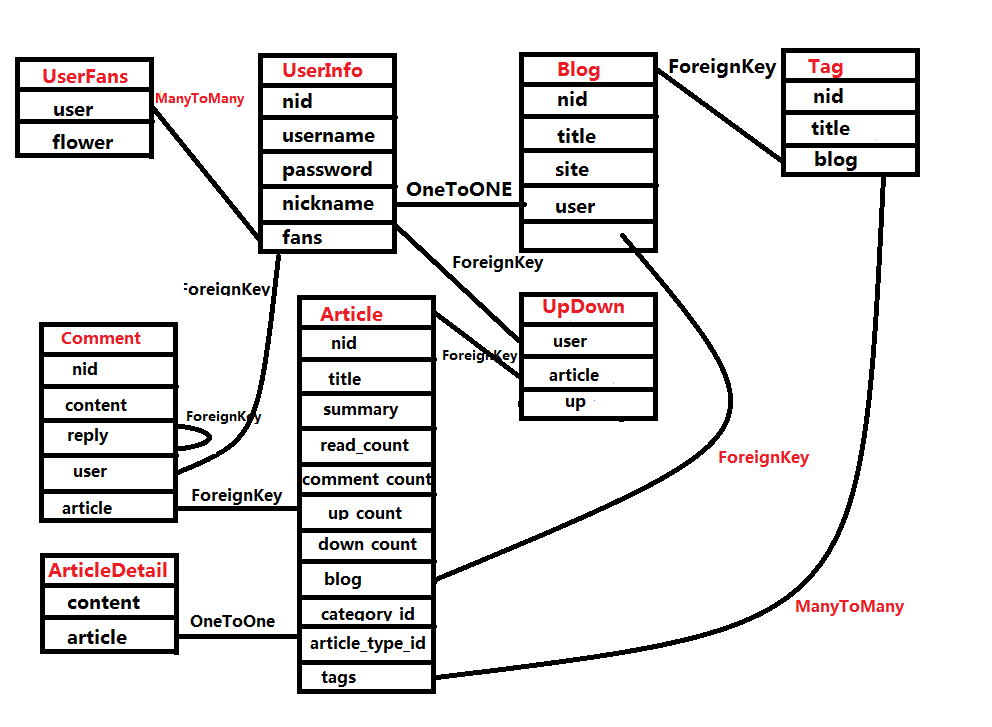 UserFans
user
flower
ManyToMany
UserInfo
nid
username
password
nickname
fans
OneToONE
Blog
nid
title
site
user
ForeignKey
Tag
nid
title
blog
ForeignKey
ForeignKey
Comment
nid
content
reply
user
article
ForeignKey
ForeignKey
Article
nid
title
summary
read_count
comment_count
up_count
down_count
blog
category_id
article_type_id
tags
ForeignKey
UpDown
user
article
up
ForeignKey
ManyToMany
ArticleDetail
content
article
OneToOne